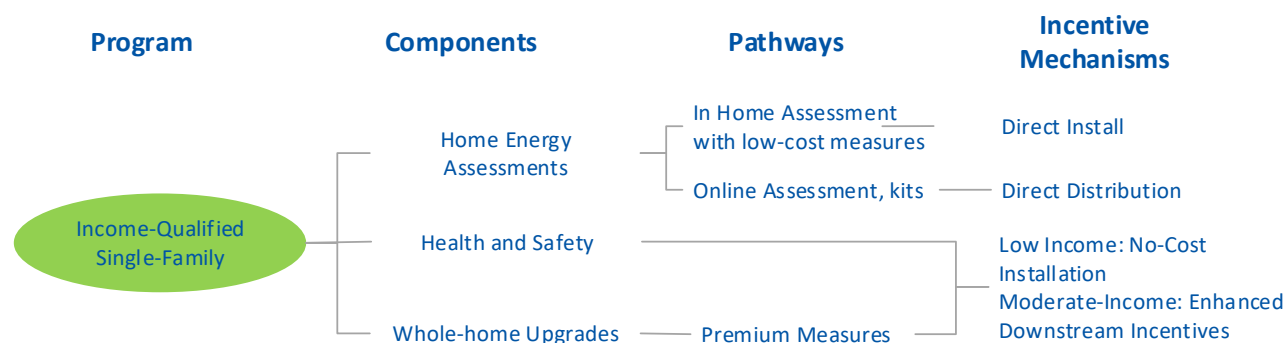 Program
Components
Pathways
Incentive
Mechanisms
Income-Qualified
Single-Family
Home Energy
Assessments
In Home Assessment
with low-cost measures
Direct Install
Online Assessment, kits
Direct Distribution
Health and Safety
Low Income: No-Cost
Installation
Moderate-Income: Enhanced
Downstream Incentives
Whole-home Upgrades
Premium Measures